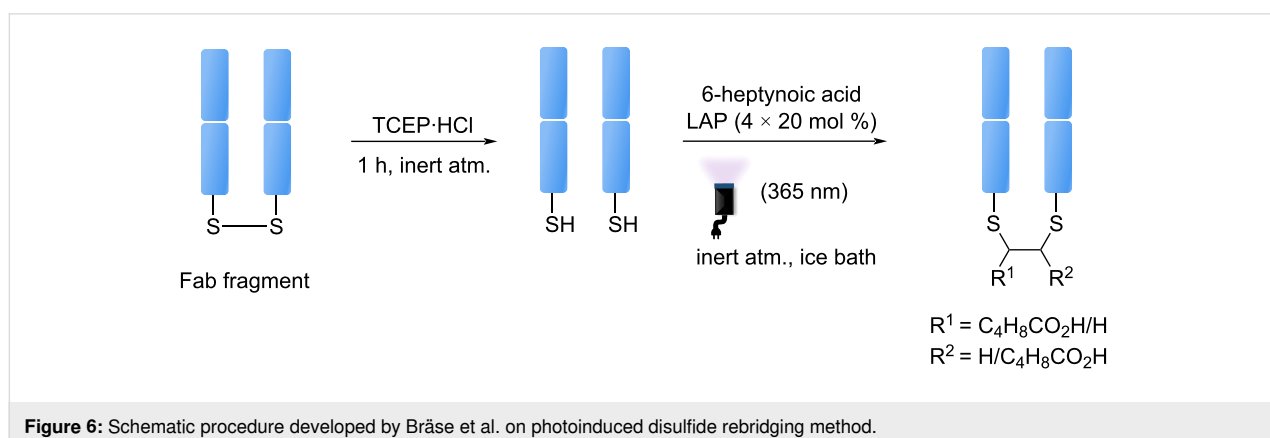 TCEP·HCl
1 h, inert atm.
6-heptynoic acid
LAP (4 × 20 mol %)
(365 nm)
inert atm., ice bath
S S
SH SH
S S
R¹ R²
Fab fragment
R¹ = C₄H₈CO₂H/H
R² = H/C₄H₈CO₂H
Figure 6: Schematic procedure developed by Bräse et al. on photoinduced disulfide rebridging method.